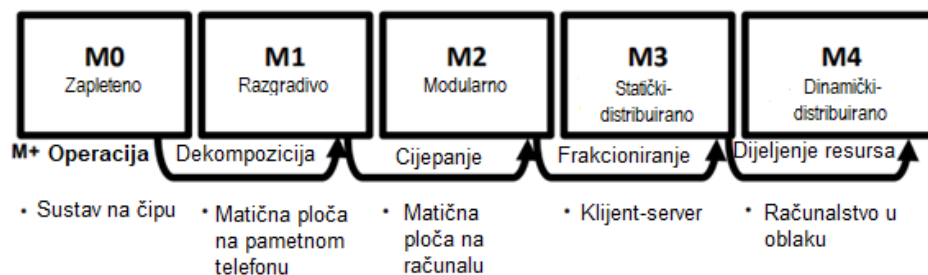 M0
Zapleteno
M1
Razgradivo
M2
Modularno
M3
Statički-
distribuirano
M4
Dinamički-
distribuirano
M+ Operacija
Dekompozicija
Cijepanje
Frakcioniranje
Dijeljenje resursa
• Sustav na čipu
• Matična ploča
na pametnom
telefonu
• Matična
ploča na
računalu
• Klijent-server
• Računalstvo u
oblaku